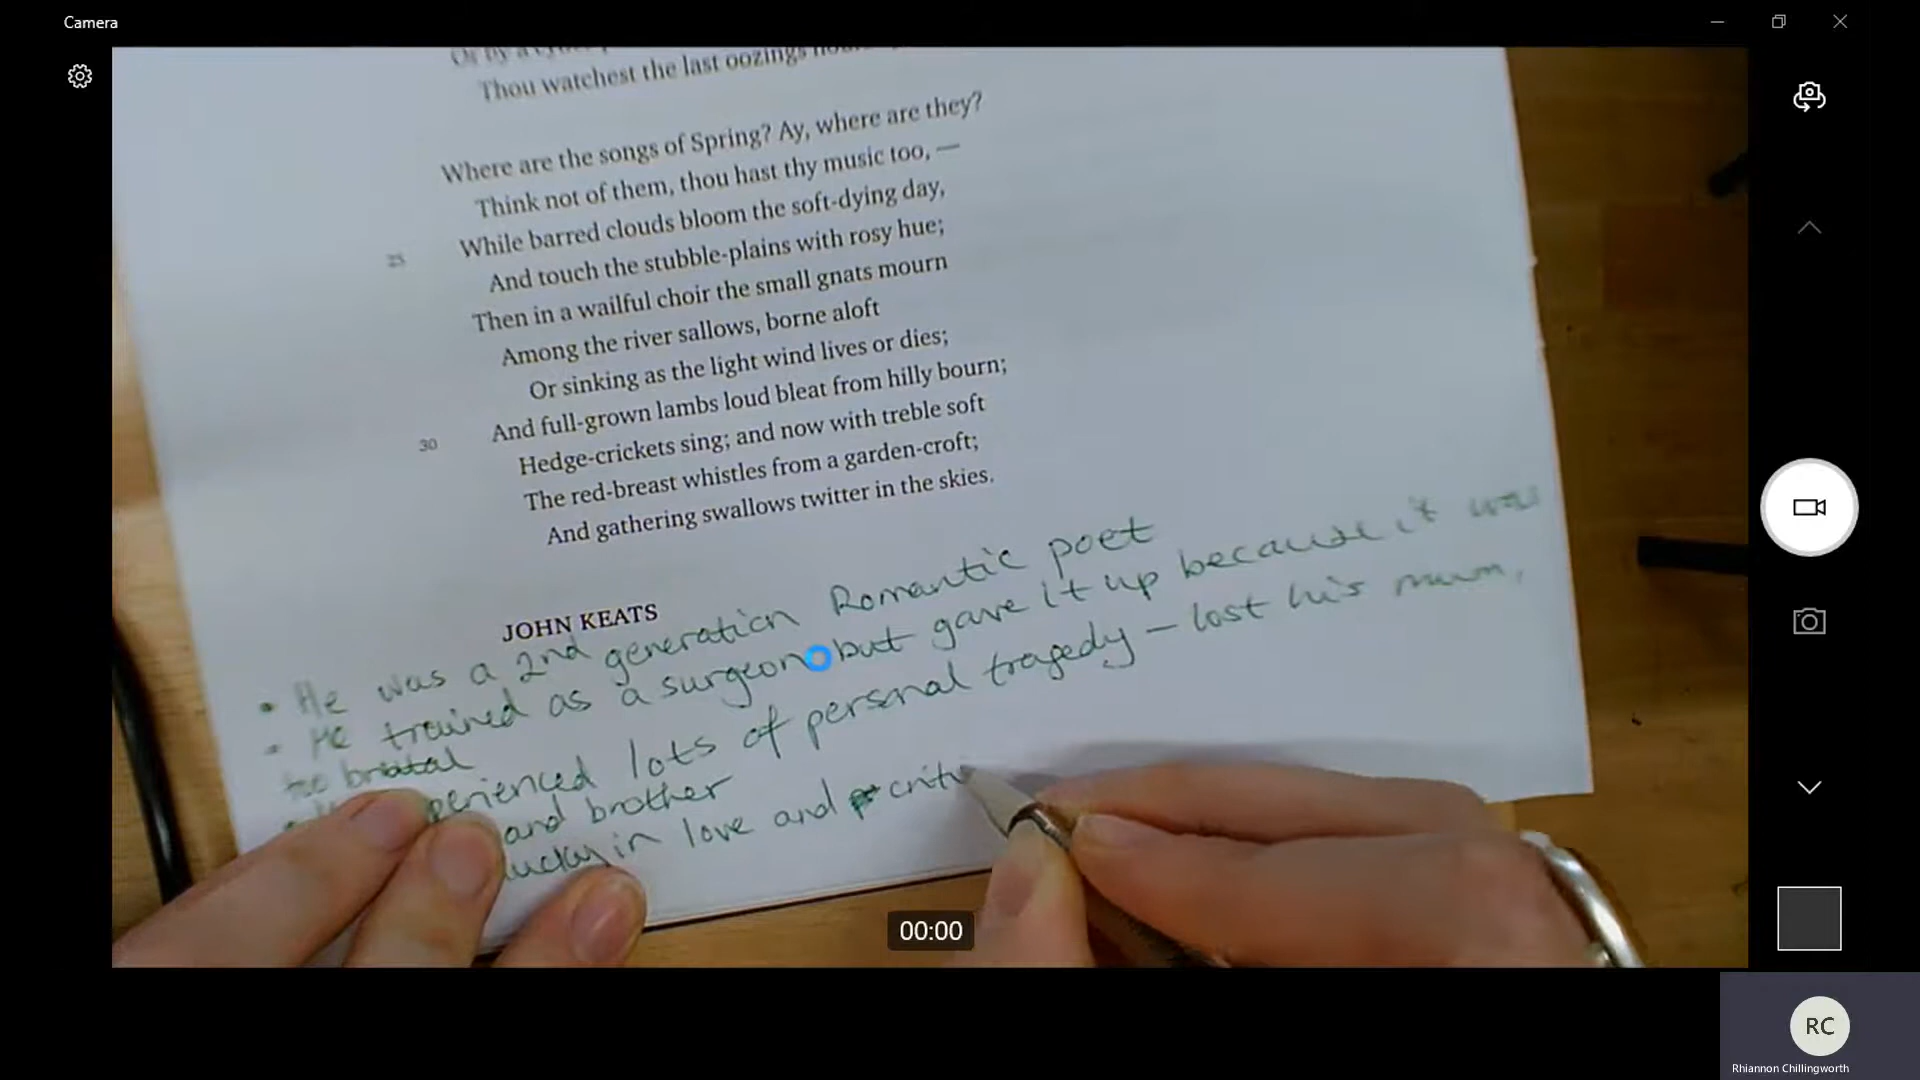 Camera
Or by a
Thou watchest the last oozings
Where are the songs of Spring? Ay, where are they?
Think not of them, thou hast thy music too, —
While barred clouds bloom the soft-dying day,
25
And touch the stubble-plains with rosy hue;
Then in a wailful choir the small gnats mourn
Among the river sallows, borne aloft
Or sinking as the light wind lives or dies;
And full-grown lambs loud bleat from hilly bourn;
30
Hedge-crickets sing; and now with treble soft
The red-breast whistles from a garden-croft;
And gathering swallows twitter in the skies.
JOHN KEATS
• He was a 2nd generation Romantic poet
• He trained as a surgeon but gave it up because it was
too brutal
lots of personal tragedy – lost his mum,
and brother
in love and
00:00
RC
Rhiannon Chillingworth